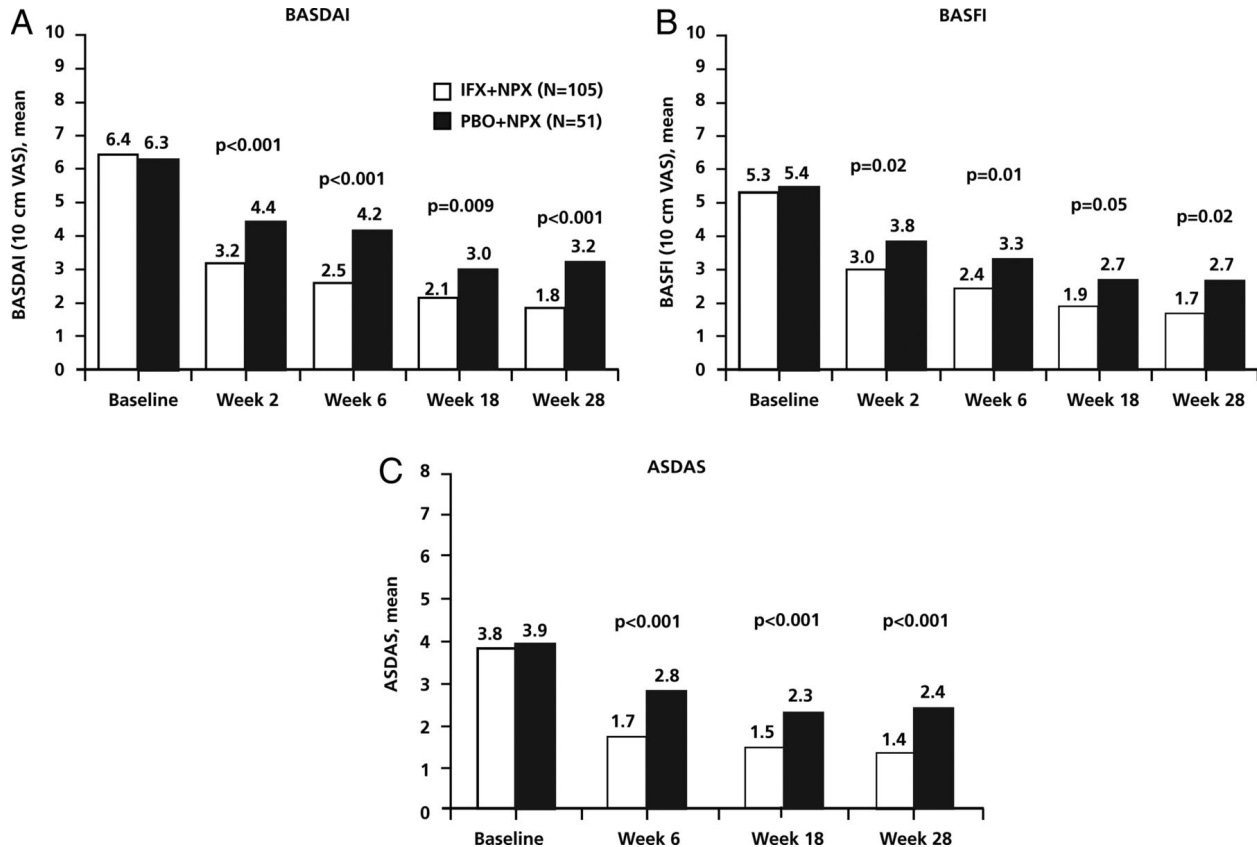 A
BASDAI
BASDAI (10 cm VAS), mean
10
9
8
7
6
5
4
3
2
1
0
IFX+NPX (N=105)
PBO+NPX (N=51)
6.4 6.3
p<0.001
3.2 4.4
p<0.001
2.5 4.2
p=0.009
2.1 3.0
p<0.001
1.8 3.2
Baseline Week 2 Week 6 Week 18 Week 28
B
BASFI
BASFI (10 cm VAS), mean
10
9
8
7
6
5
4
3
2
1
0
5.3 5.4
p=0.02
3.0 3.8
p=0.01
2.4 3.3
p=0.05
1.9 2.7
p=0.02
1.7 2.7
Baseline Week 2 Week 6 Week 18 Week 28
C
ASDAS
ASDAS, mean
8
7
6
5
4
3
2
1
0
3.8 3.9
p<0.001
1.7 2.8
p<0.001
1.5 2.3
p<0.001
1.4 2.4
Baseline Week 6 Week 18 Week 28